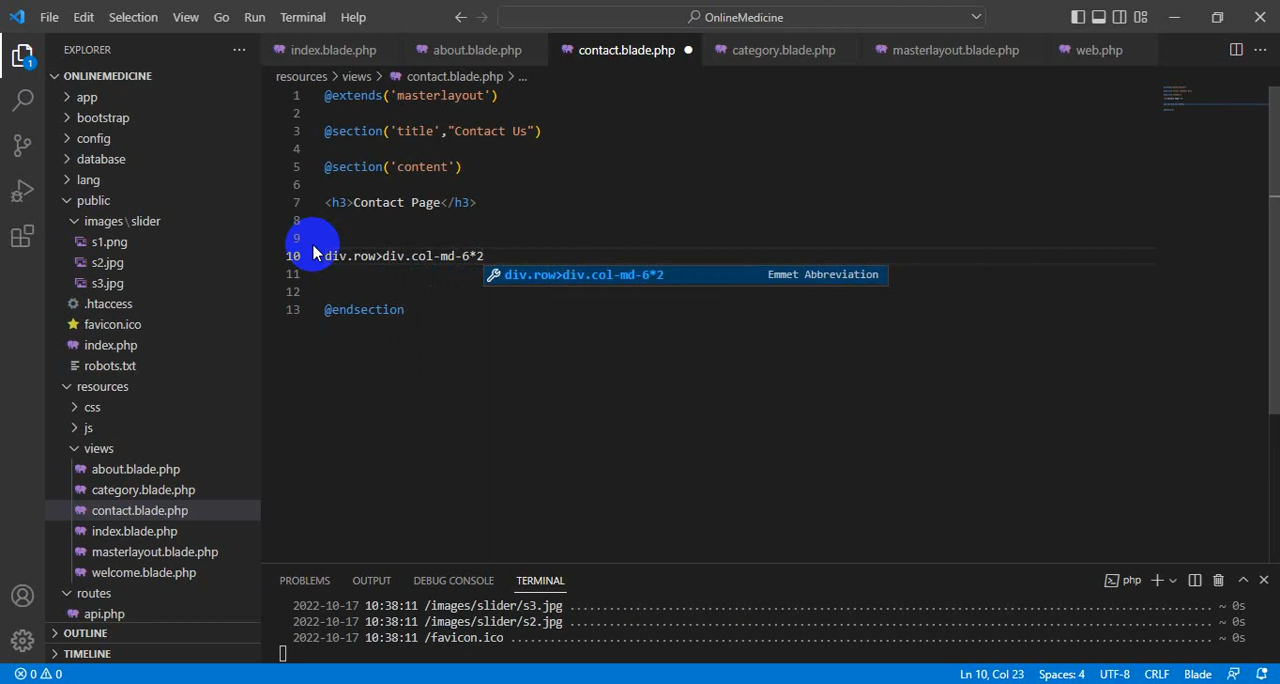 File Edit Selection View Go Run Terminal Help
OnlineMedicine
EXPLORER
1
ONLINEMEDICINE
app
bootstrap
config
database
lang
public
images\slider
s1.png
s2.jpg
s3.jpg
.htaccess
favicon.ico
index.php
robots.txt
resources
css
js
views
about.blade.php
category.blade.php
contact.blade.php
index.blade.php
masterlayout.blade.php
welcome.blade.php
routes
api.php
OUTLINE
TIMELINE
index.blade.php about.blade.php contact.blade.php category.blade.php masterlayout.blade.php web.php
resources > views > contact.blade.php > ...
1 @extends('masterlayout')
2
3 @section('title',"Contact Us")
4
5 @section('content')
6
7 <h3>Contact Page</h3>
8
9
10 div.row>div.col-md-6*2
div.row>div.col-md-6*2 Emmet Abbreviation
11
12
13 @endsection
PROBLEMS OUTPUT DEBUG CONSOLE TERMINAL
php
2022-10-17 10:38:11 /images/slider/s3.jpg ........................................................................................ ~ 0s
2022-10-17 10:38:11 /images/slider/s2.jpg ........................................................................................ ~ 0s
2022-10-17 10:38:11 /favicon.ico ................................................................................................. ~ 0s
0 0 Ln 10, Col 23 Spaces: 4 UTF-8 CRLF Blade